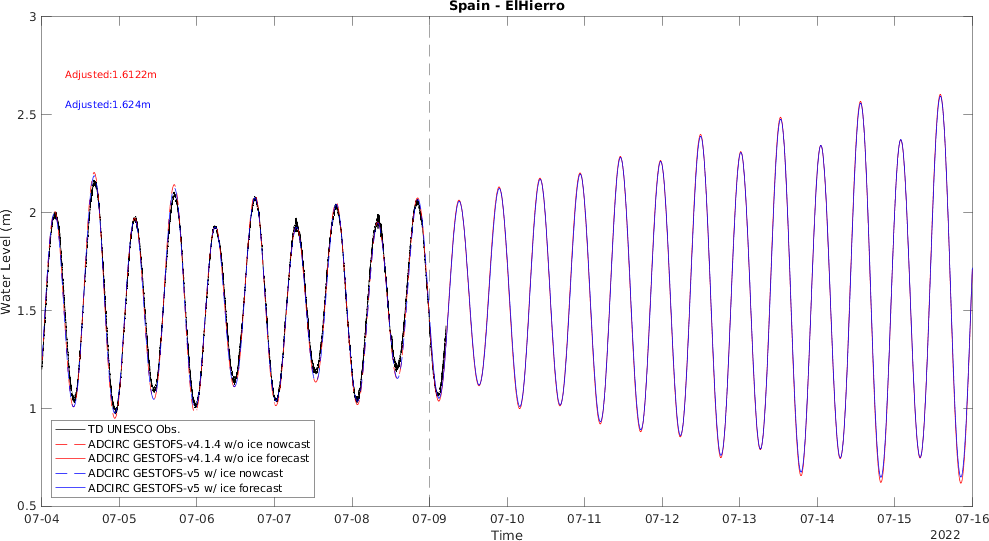 Spain - ElHierro
Adjusted:1.6122m
Adjusted:1.624m
Water Level (m)
3
2.5
2
1.5
1
0.5
TD UNESCO Obs.
ADCIRC GESTOFS-v4.1.4 w/o ice nowcast
ADCIRC GESTOFS-v4.1.4 w/o ice forecast
ADCIRC GESTOFS-v5 w/ ice nowcast
ADCIRC GESTOFS-v5 w/ ice forecast
07-04 07-05 07-06 07-07 07-08 07-09 07-10 07-11 07-12 07-13 07-14 07-15 07-16
Time
2022